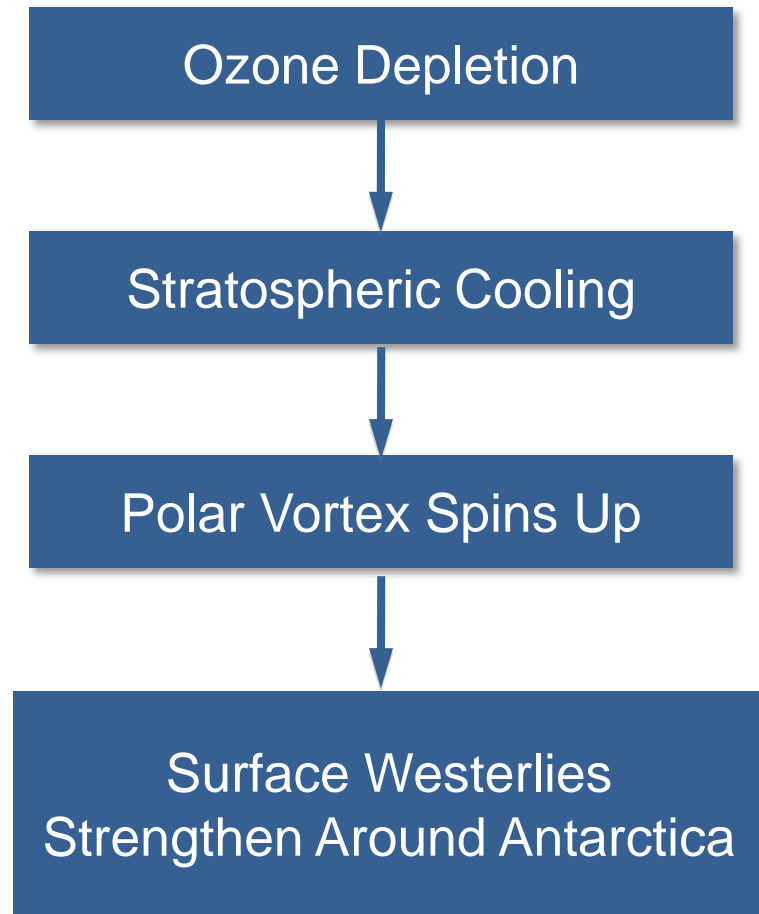 Ozone Depletion
Stratospheric Cooling
Polar Vortex Spins Up
Surface Westerlies
Strengthen Around Antarctica